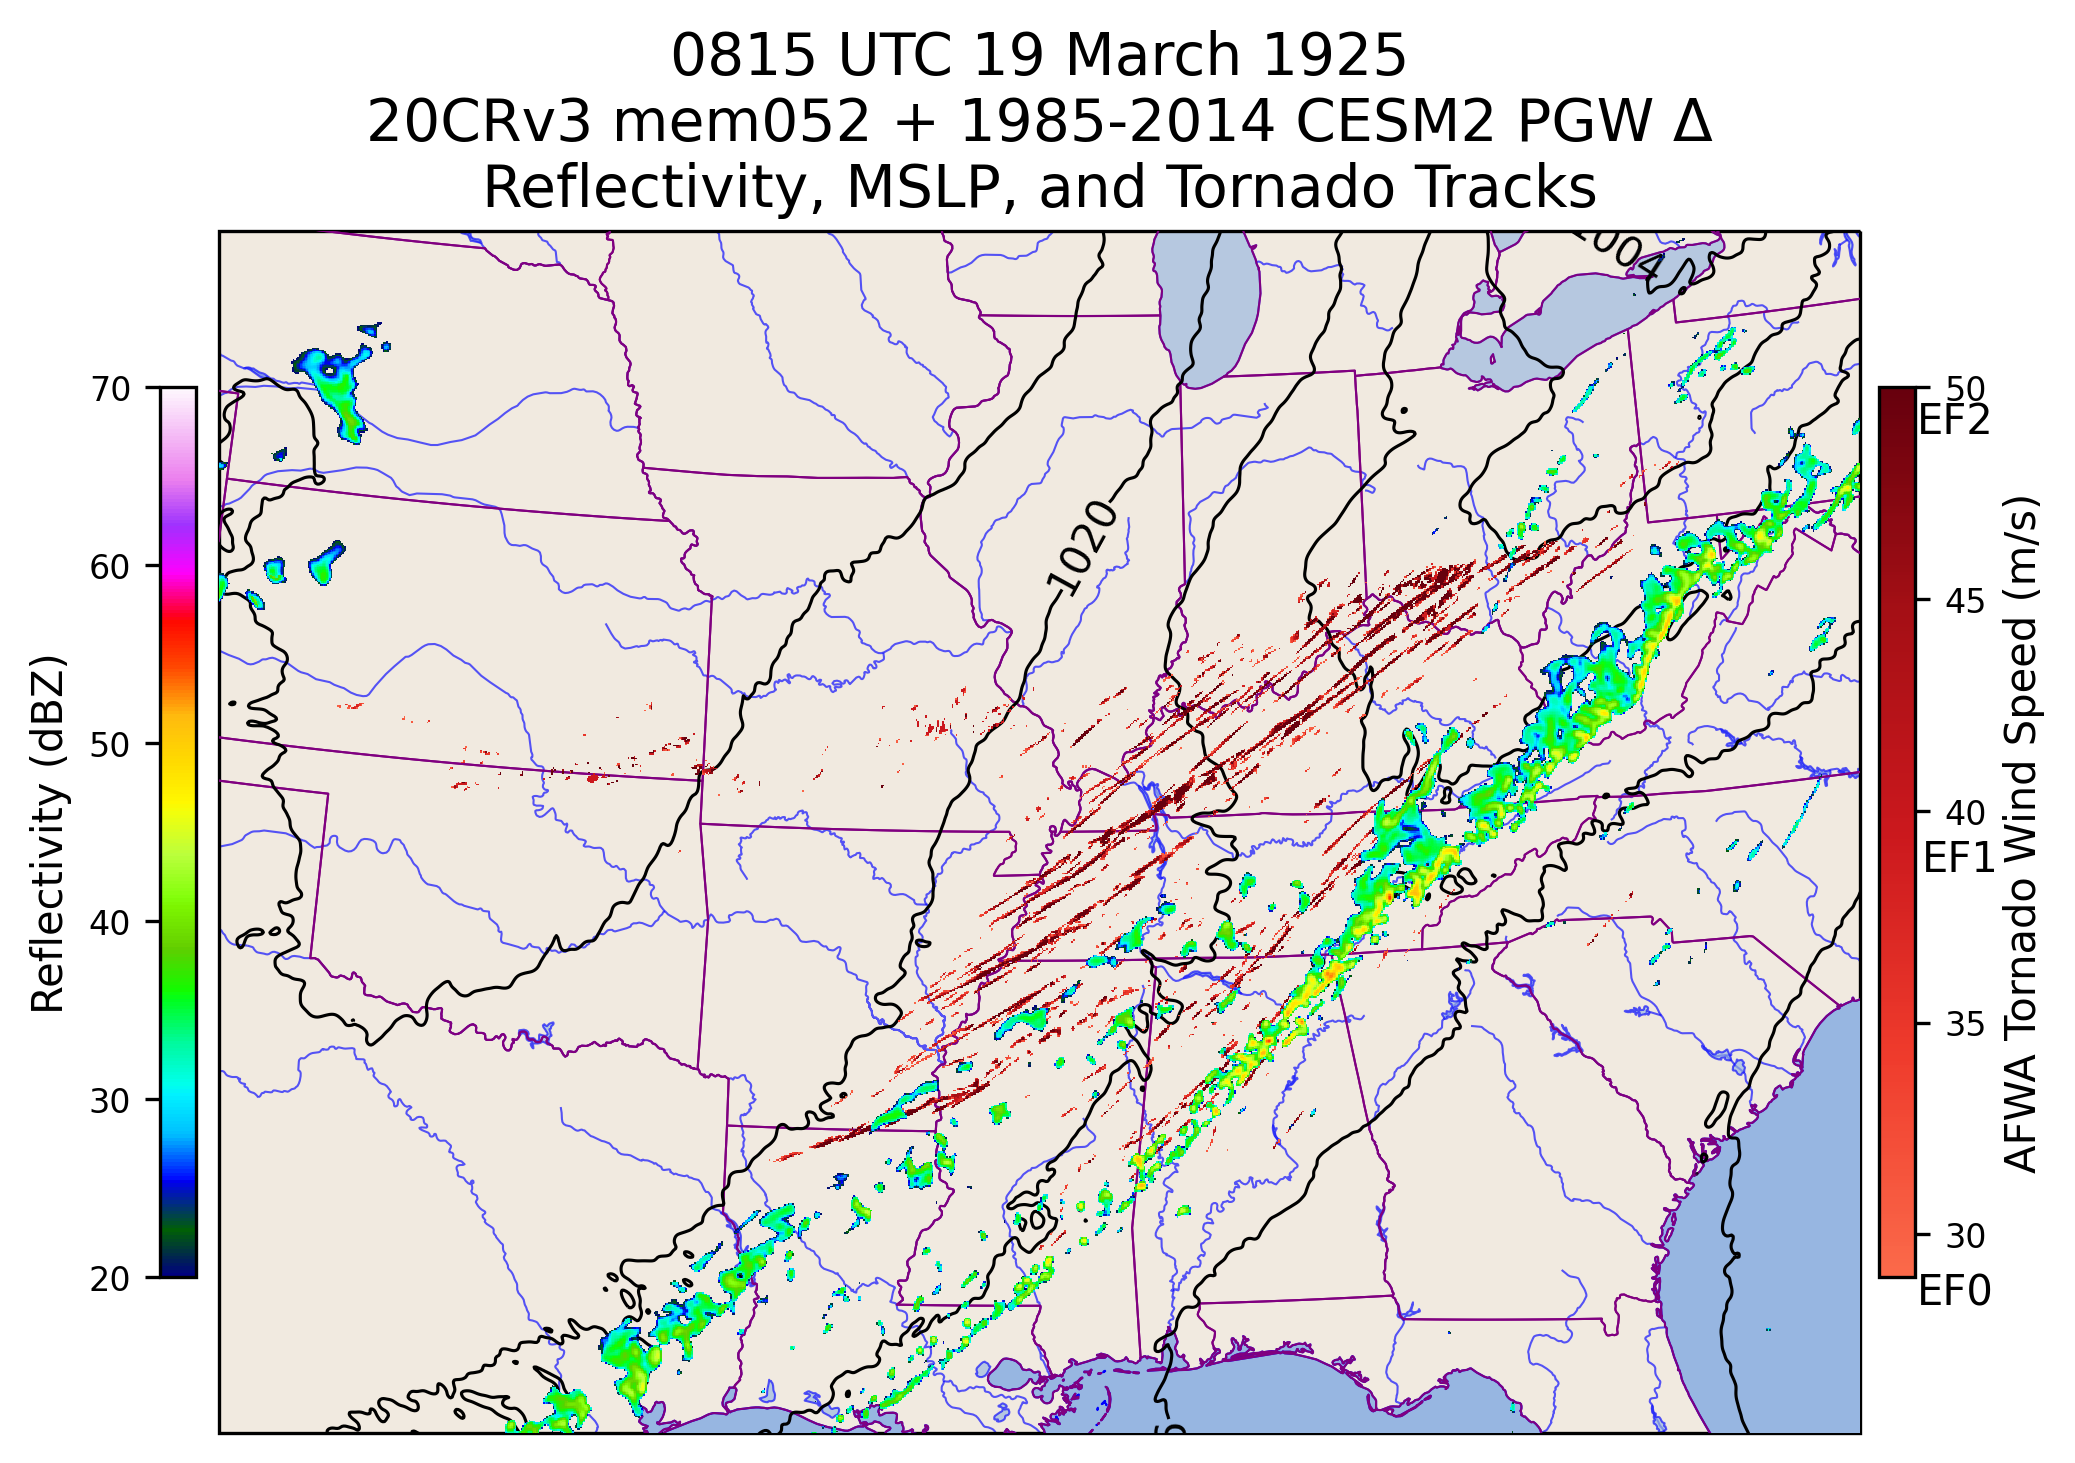 0815 UTC 19 March 1925
20CRv3 mem052 + 1985-2014 CESM2 PGW Δ
Reflectivity, MSLP, and Tornado Tracks
1004
1020
Reflectivity (dBZ)
70
60
50
40
30
20
50
EF2
45
40
EF1
35
30
EF0
AFWA Tornado Wind Speed (m/s)